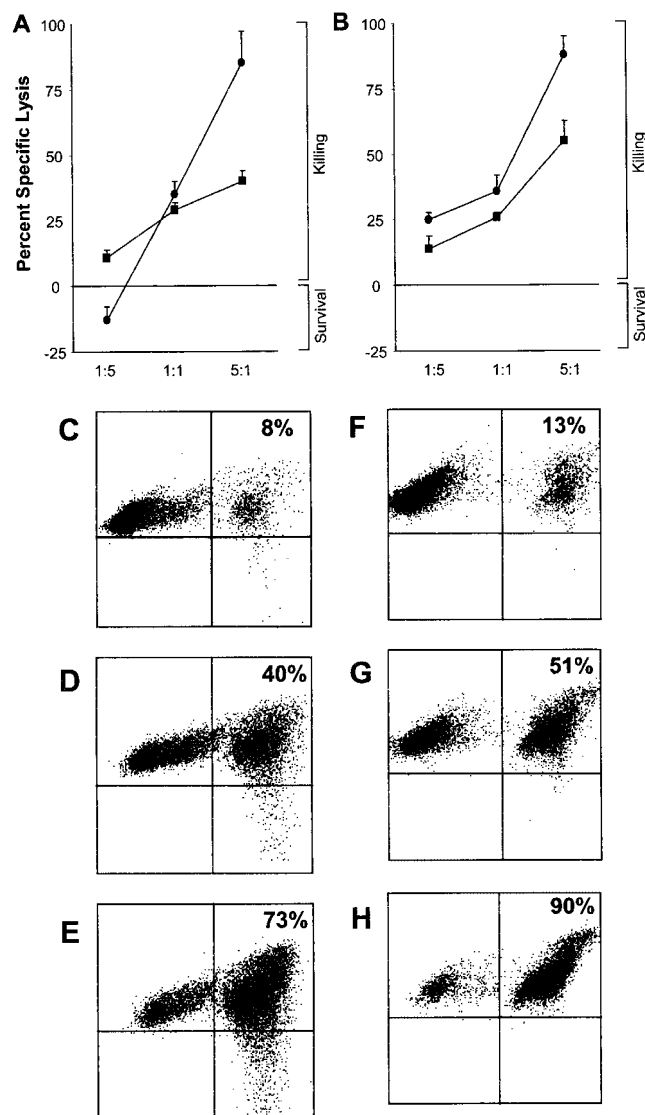 A
B
100
75
50
25
0
-25
Percent Specific Lysis
Killing
Survival
1:5
1:1
5:1
100
75
50
25
0
-25
Killing
Survival
1:5
1:1
5:1
C
8%
F
13%
D
40%
G
51%
E
73%
H
90%